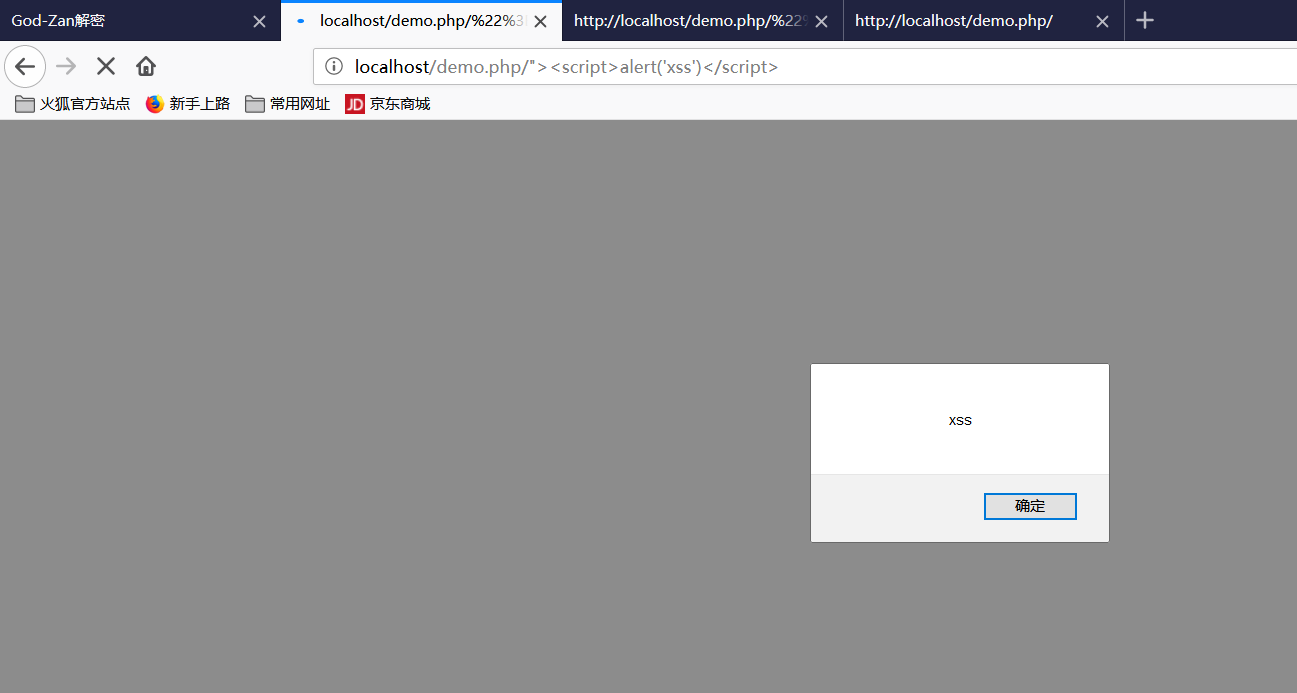 God-Zan解密
localhost/demo.php/%22%3
http://localhost/demo.php/%22%
http://localhost/demo.php/
localhost/demo.php/"><script>alert('xss')</script>
火狐官方站点
新手上路
常用网址
JD 京东商城
xss
确定